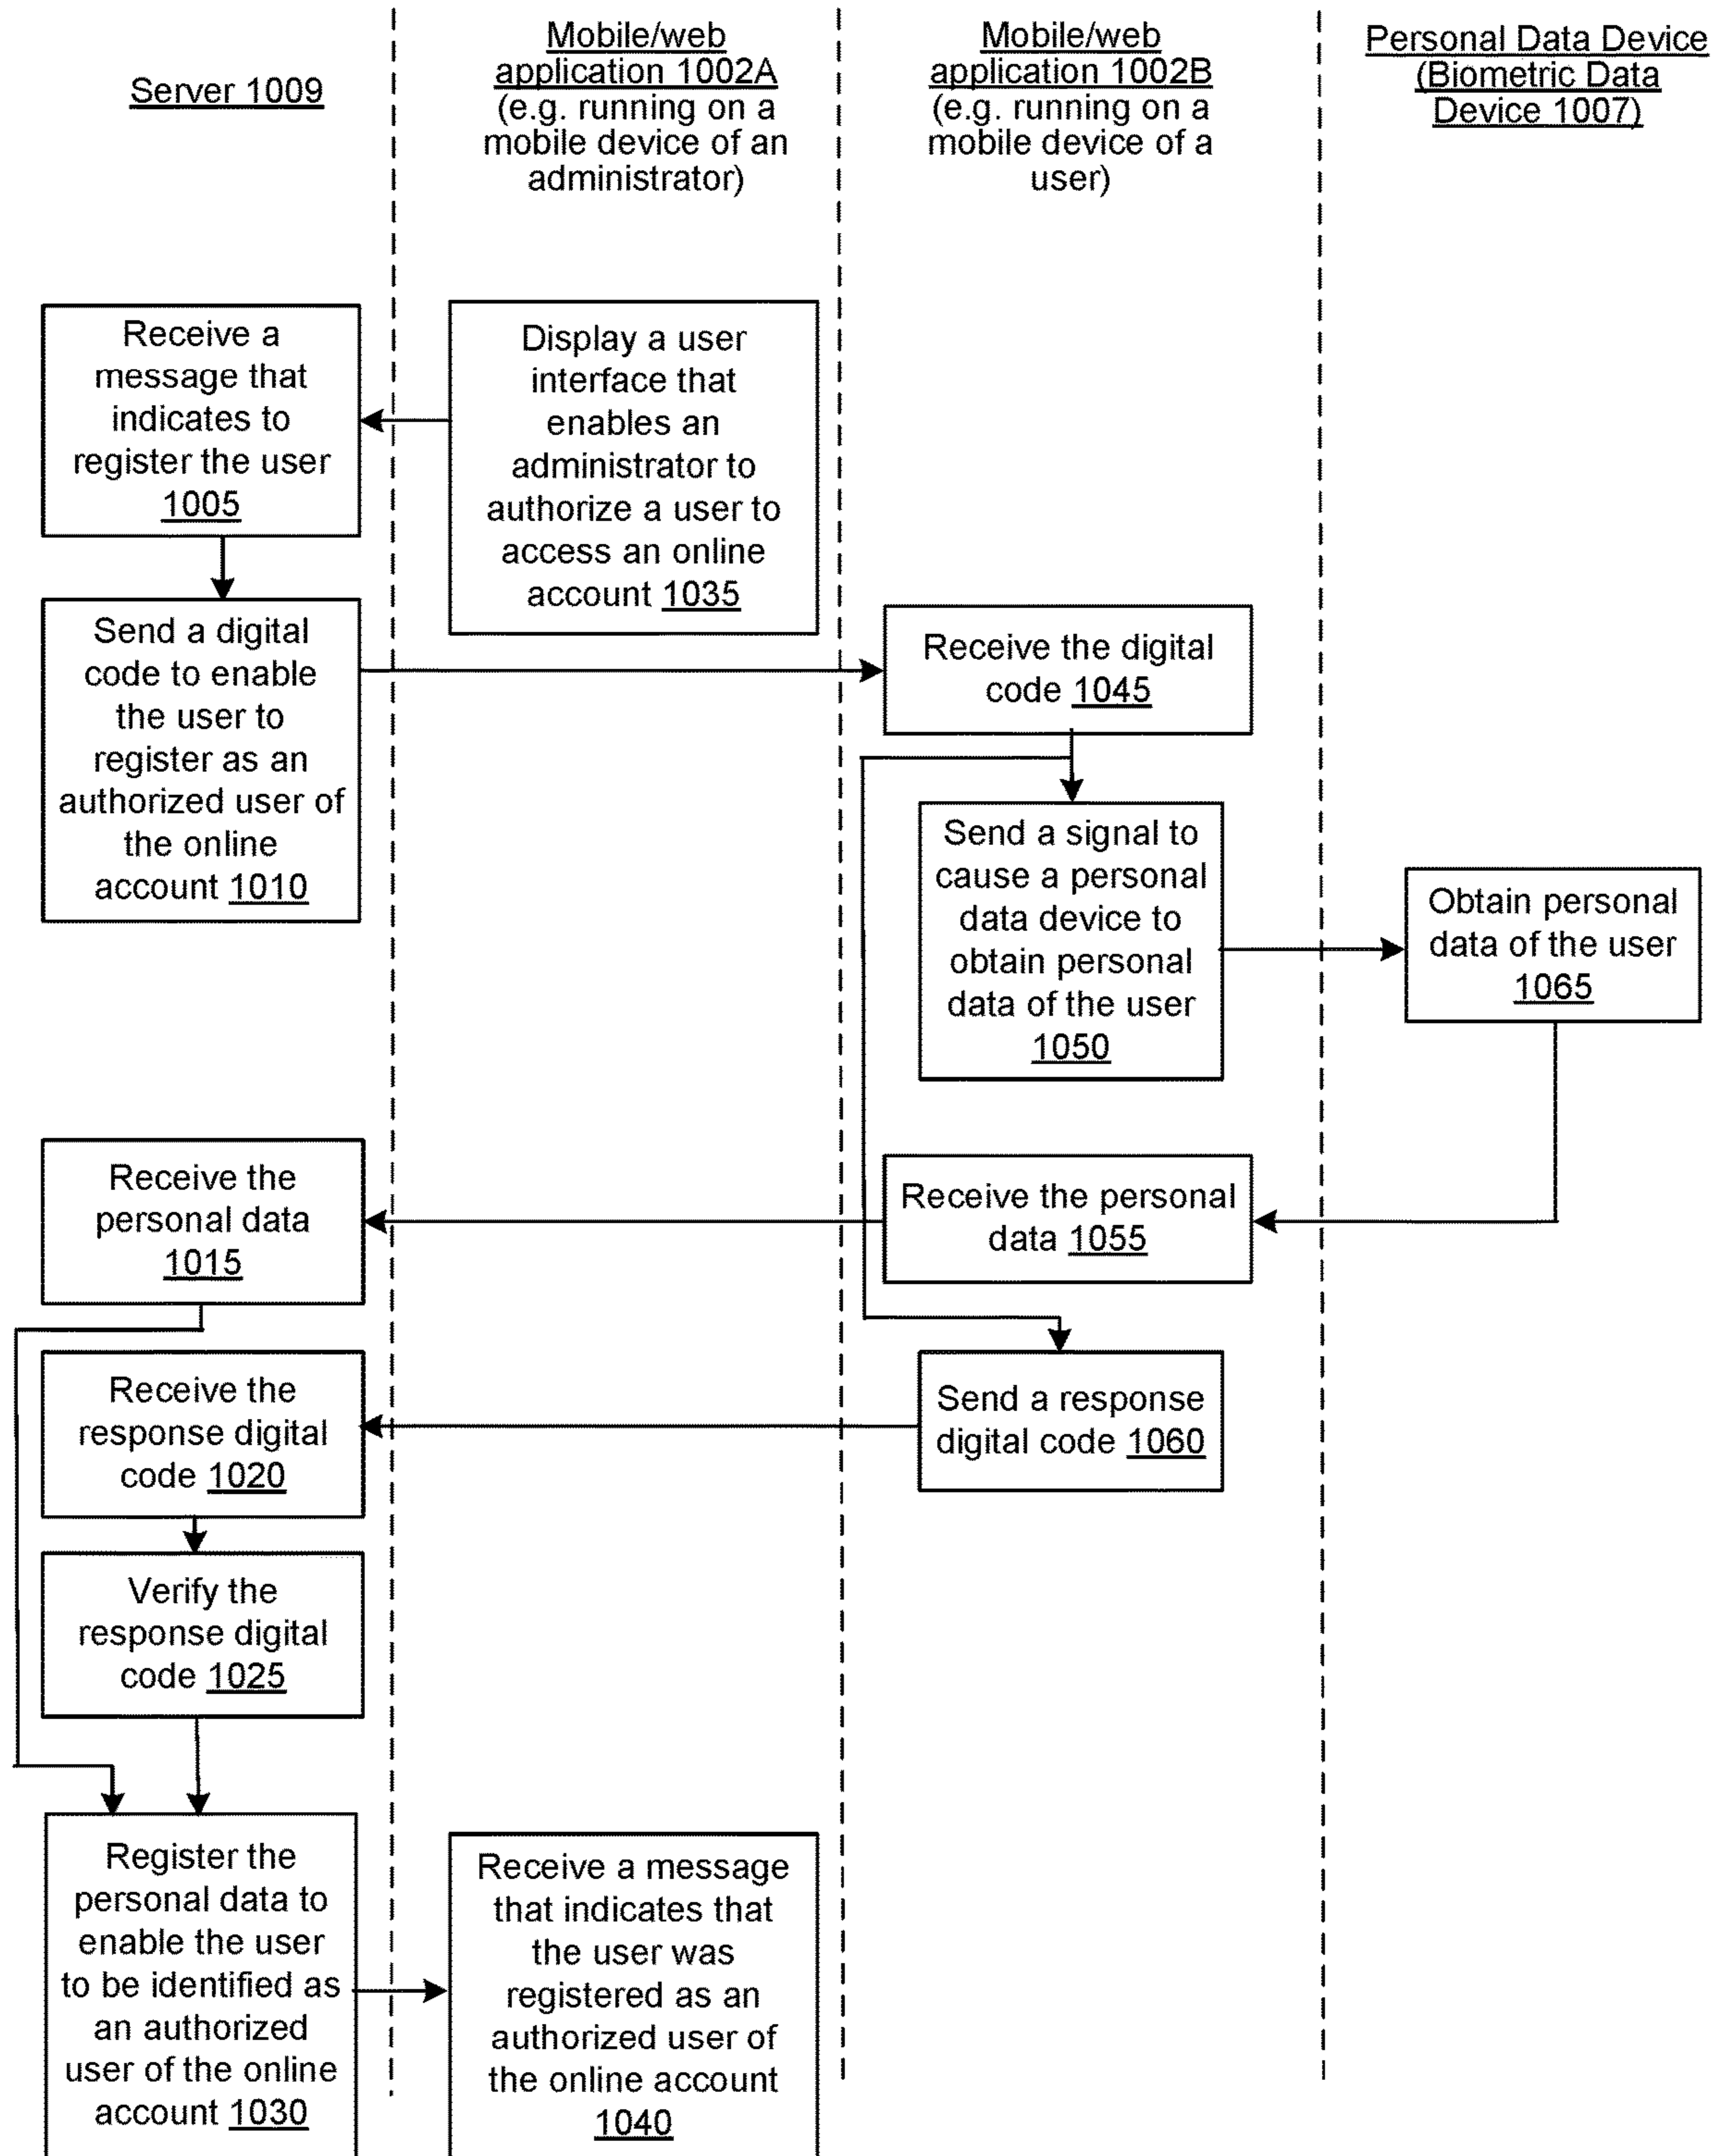 Server 1009
Mobile/web
application 1002A
(e.g. running on a
mobile device of an
administrator)
Mobile/web
application 1002B
(e.g. running on a
mobile device of a
user)
Personal Data Device
(Biometric Data
Device 1007)
Receive a
message that
indicates to
register the user
1005
Display a user
interface that
enables an
administrator to
authorize a user to
access an online
account 1035
Send a digital
code to enable
the user to
register as an
authorized user of
the online
account 1010
Receive the digital
code 1045
Send a signal to
cause a personal
data device to
obtain personal
data of the user
1050
Obtain personal
data of the user
1065
Receive the
personal data
1015
Receive the personal
data 1055
Receive the
response digital
code 1020
Send a response
digital code 1060
Verify the
response digital
code 1025
Register the
personal data to
enable the user
to be identified as
an authorized
user of the online
account 1030
Receive a message
that indicates that
the user was
registered as an
authorized user of
the online account
1040